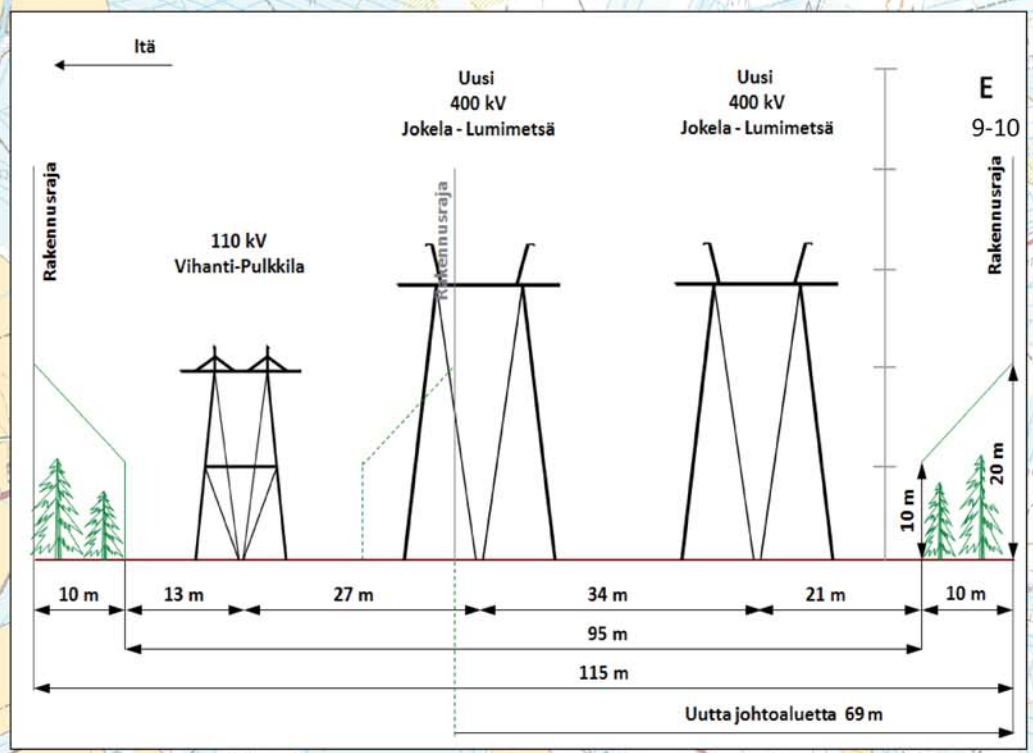 Itä
Uusi
400 kV
Jokela - Lumimetsä
Uusi
400 kV
Jokela - Lumimetsä
E
9-10
Rakennusraja
110 kV
Vihanti-Pulkkila
Rakennusraja
Rakennusraja
10 m
20 m
10 m
13 m
27 m
34 m
21 m
10 m
95 m
115 m
Uutta johtoaluetta 69 m